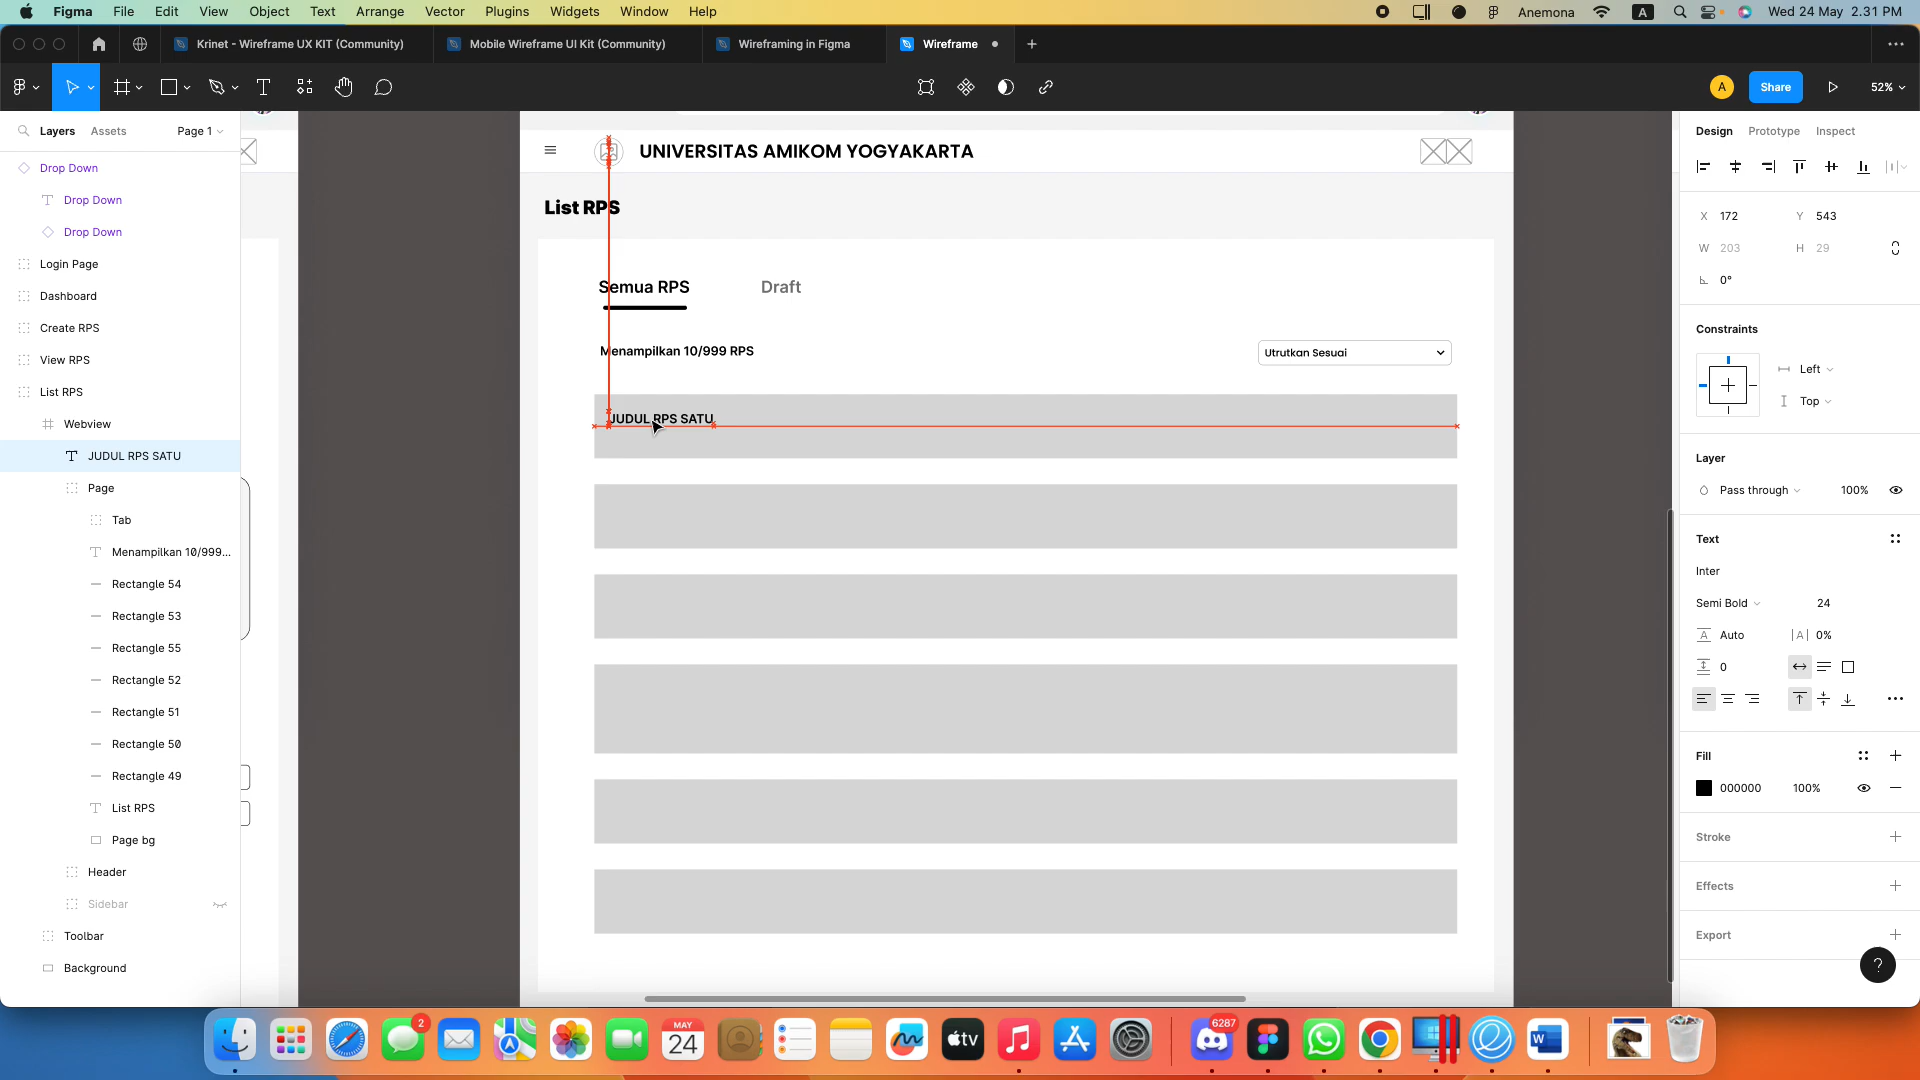 Figma File Edit View Object Text Arrange Vector Plugins Widgets Window Help
Anemona A Wed 24 May 2.31 PM
Krinet - Wireframe UX KIT (Community) Mobile Wireframe UI Kit (Community) Wireframing in Figma Wireframe
A Share 52%
Layers Assets Page 1
Drop Down
Drop Down
Drop Down
Login Page
Dashboard
Create RPS
View RPS
List RPS
Webview
JUDUL RPS SATU
Page
Tab
Menampilkan 10/999...
Rectangle 54
Rectangle 53
Rectangle 55
Rectangle 52
Rectangle 51
Rectangle 50
Rectangle 49
List RPS
Page bg
Header
Sidebar
Toolbar
Background
UNIVERSITAS AMIKOM YOGYAKARTA
List RPS
Semua RPS Draft
Menampilkan 10/999 RPS
Utrutkan Sesuai
JUDUL RPS SATU
Design Prototype Inspect
X 172 Y 543
W 203 H 29
0°
Constraints
Left
Top
Layer
Pass through 100%
Text
Inter
Semi Bold 24
A Auto |A| 0%
0
Fill
000000 100%
Stroke
Effects
Export
?
2
MAY
24
tv
6287
W